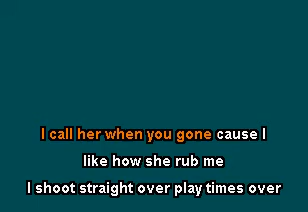 I call her when you gone cause I
like how she rub me
I shoot straight over play times over